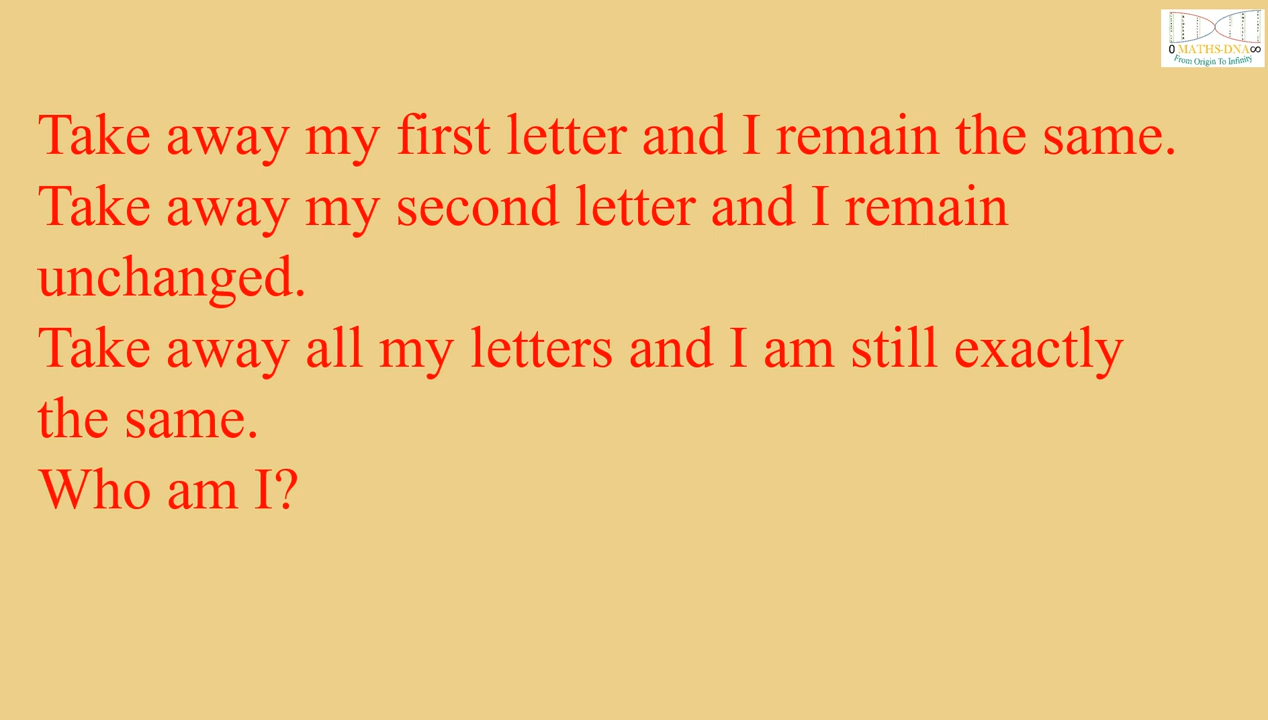 0 MATHS-DNA∞
From Origin To Infinity
Take away my first letter and I remain the same.
Take away my second letter and I remain
unchanged.
Take away all my letters and I am still exactly
the same.
Who am I?